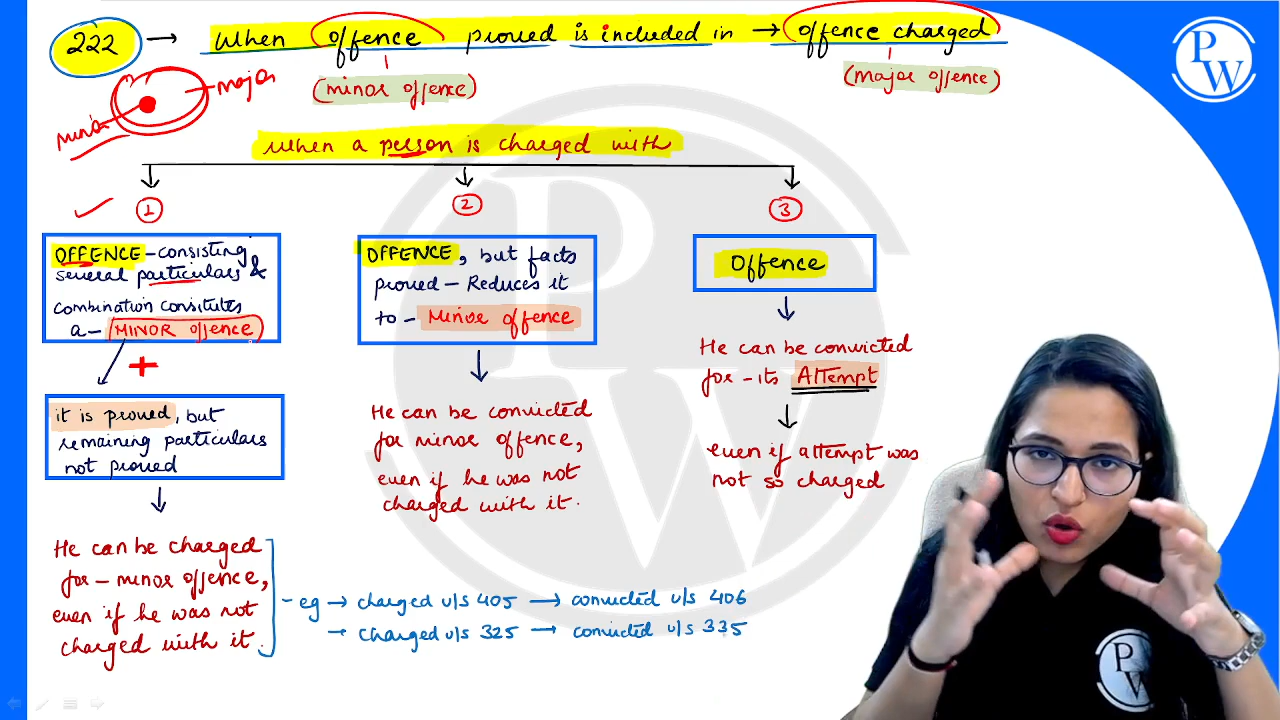 222 → When offence proved is included in → offence charged
(minor offence)
(major offence)
major
minor
When a person is charged with
1
2
3
OFFENCE - consisting
several particulars &
combination consitutes
a - MINOR offence
+
it is proved, but
remaining particulars
not proved
He can be charged
for - minor offence,
even if he was not
charged with it.
OFFENCE, but facts
proved - Reduces it
to - Minor offence
He can be convicted
for minor offence,
even if he was not
charged with it.
Offence
He can be convicted
for - its Attempt
even if attempt was
not so charged
- eg → charged u/s 405 → convicted u/s 406
→ Charged u/s 325 → convicted u/s 335
PW
PW
PW